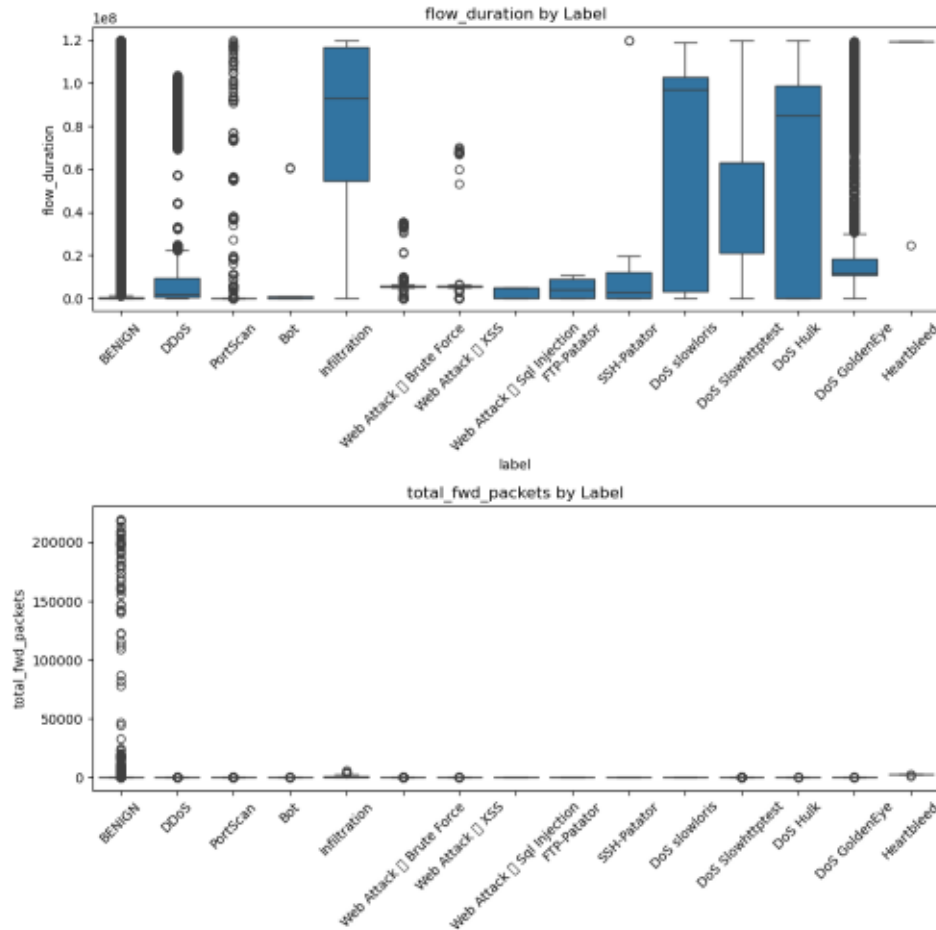 flow_duration by Label
1e8
1.2
1.0
0.8
0.6
0.4
0.2
0.0
flow_duration
BENIGN
DDoS
PortScan
Bot
Infiltration
Web Attack ▯ Brute Force
Web Attack ▯ XSS
Web Attack ▯ Sql Injection
FTP-Patator
SSH-Patator
DoS slowloris
DoS Slowhttptest
DoS Hulk
DoS GoldenEye
Heartbleed
label
total_fwd_packets by Label
200000
150000
100000
50000
0
total_fwd_packets
BENIGN
DDoS
PortScan
Bot
Infiltration
Web Attack ▯ Brute Force
Web Attack ▯ XSS
Web Attack ▯ Sql Injection
FTP-Patator
SSH-Patator
DoS slowloris
DoS Slowhttptest
DoS Hulk
DoS GoldenEye
Heartbleed